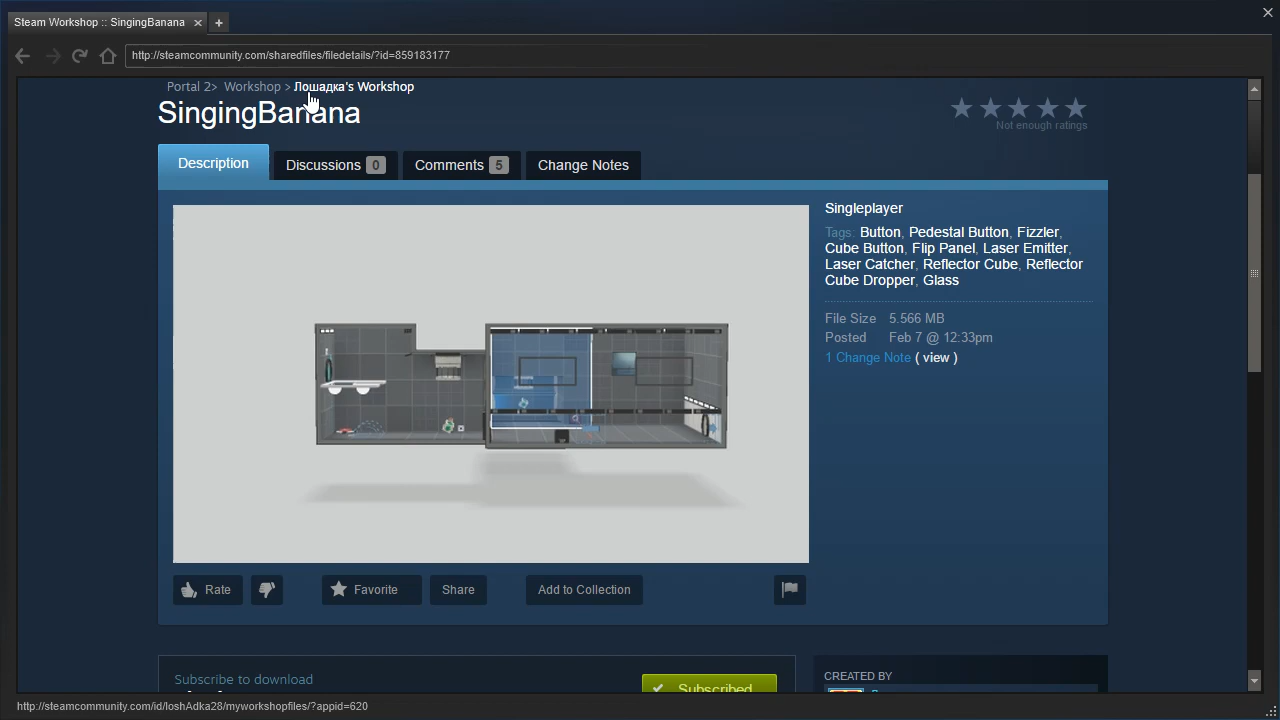 Steam Workshop :: SingingBanana
http://steamcommunity.com/sharedfiles/filedetails/?id=859183177
Portal 2> Workshop > Лошадка's Workshop
SingingBanana
Not enough ratings
Description
Discussions 0
Comments 5
Change Notes
Singleplayer
Tags: Button, Pedestal Button, Fizzler,
Cube Button, Flip Panel, Laser Emitter,
Laser Catcher, Reflector Cube, Reflector
Cube Dropper, Glass
File Size 5.566 MB
Posted Feb 7 @ 12:33pm
1 Change Note ( view )
Rate
Favorite
Share
Add to Collection
Subscribe to download
Subscribed
CREATED BY
http://steamcommunity.com/id/loshAdka28/myworkshopfiles/?appid=620